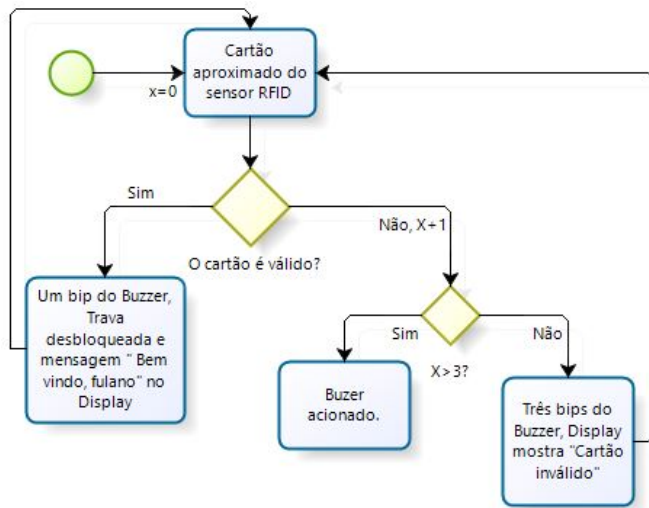 Cartão
aproximado do
sensor RFID
x=0
Sim
Não, X+1
O cartão é válido?
Um bip do Buzzer,
Trava
desbloqueada e
mensagem " Bem
vindo, fulano" no
Display
Sim
Não
X>3?
Buzer
acionado.
Três bips do
Buzzer, Display
mostra "Cartão
inválido"